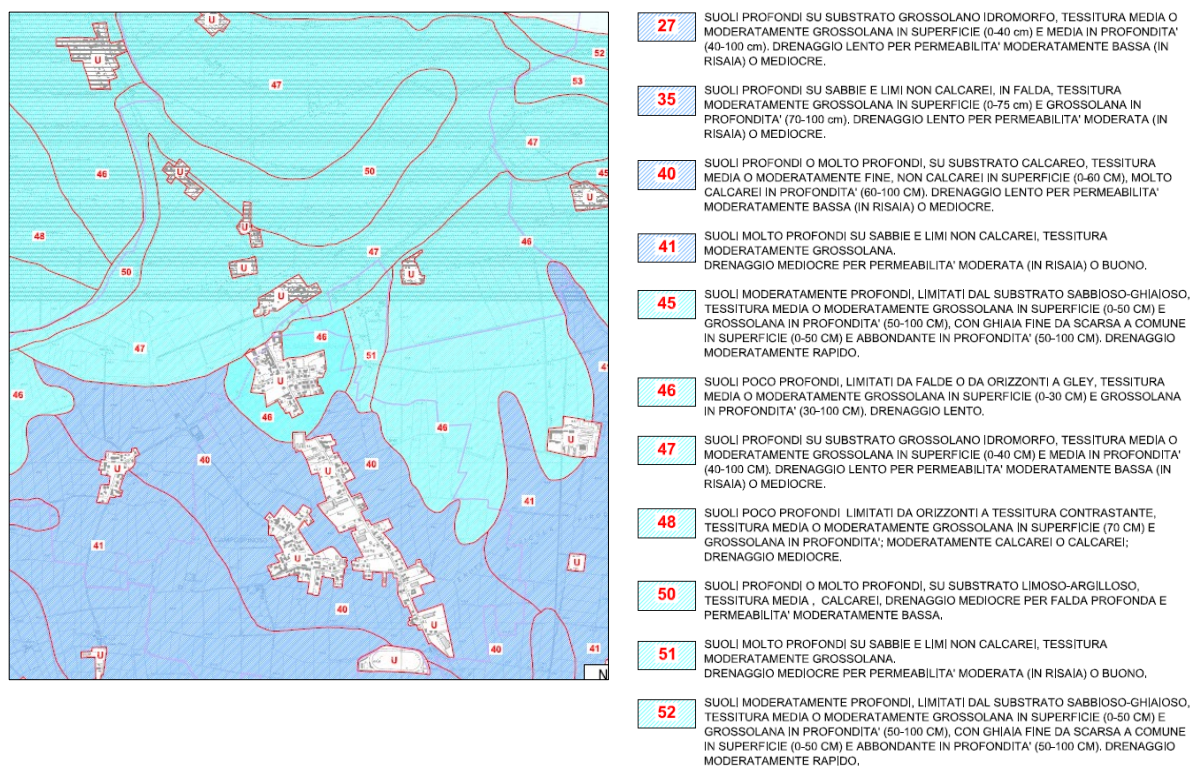 U
52
U
47
53
47
50
46
U
45
U
48
U
46
47
50
U
U
U
46
47
51
46
U
46
46
U
40
40
U
U
U
41
41
U
U
40
U
40
41
U
U
N
27
SUOLI PROFONDI SU SUBSTRATO GROSSOLANO IDROMORFO, TESSITURA MEDIA O
MODERATAMENTE GROSSOLANA IN SUPERFICIE (0-40 cm) E MEDIA IN PROFONDITA'
(40-100 cm). DRENAGGIO LENTO PER PERMEABILITA' MODERATAMENTE BASSA (IN
RISAIA) O MEDIOCRE.
35
SUOLI PROFONDI SU SABBIE E LIMI NON CALCAREI, IN FALDA, TESSITURA
MODERATAMENTE GROSSOLANA IN SUPERFICIE (0-75 cm) E GROSSOLANA IN
PROFONDITA' (70-100 cm). DRENAGGIO LENTO PER PERMEABILITA' MODERATA (IN
RISAIA) O MEDIOCRE.
40
SUOLI PROFONDI O MOLTO PROFONDI, SU SUBSTRATO CALCAREO, TESSITURA
MEDIA O MODERATAMENTE FINE, NON CALCAREI IN SUPERFICIE (0-60 CM), MOLTO
CALCAREI IN PROFONDITA' (60-100 CM). DRENAGGIO LENTO PER PERMEABILITA'
MODERATAMENTE BASSA (IN RISAIA) O MEDIOCRE.
41
SUOLI MOLTO PROFONDI SU SABBIE E LIMI NON CALCAREI, TESSITURA
MODERATAMENTE GROSSOLANA.
DRENAGGIO MEDIOCRE PER PERMEABILITA' MODERATA (IN RISAIA) O BUONO.
45
SUOLI MODERATAMENTE PROFONDI, LIMITATI DAL SUBSTRATO SABBIOSO-GHIAIOSO,
TESSITURA MEDIA O MODERATAMENTE GROSSOLANA IN SUPERFICIE (0-50 CM) E
GROSSOLANA IN PROFONDITA' (50-100 CM), CON GHIAIA FINE DA SCARSA A COMUNE
IN SUPERFICIE (0-50 CM) E ABBONDANTE IN PROFONDITA' (50-100 CM). DRENAGGIO
MODERATAMENTE RAPIDO.
46
SUOLI POCO PROFONDI, LIMITATI DA FALDE O DA ORIZZONTI A GLEY, TESSITURA
MEDIA O MODERATAMENTE GROSSOLANA IN SUPERFICIE (0-30 CM) E GROSSOLANA
IN PROFONDITA' (30-100 CM). DRENAGGIO LENTO.
47
SUOLI PROFONDI SU SUBSTRATO GROSSOLANO IDROMORFO, TESSITURA MEDIA O
MODERATAMENTE GROSSOLANA IN SUPERFICIE (0-40 CM) E MEDIA IN PROFONDITA'
(40-100 CM). DRENAGGIO LENTO PER PERMEABILITA' MODERATAMENTE BASSA (IN
RISAIA) O MEDIOCRE.
48
SUOLI POCO PROFONDI LIMITATI DA ORIZZONTI A TESSITURA CONTRASTANTE,
TESSITURA MEDIA O MODERATAMENTE GROSSOLANA IN SUPERFICIE (70 CM) E
GROSSOLANA IN PROFONDITA'; MODERATAMENTE CALCAREI O CALCAREI;
DRENAGGIO MEDIOCRE.
50
SUOLI PROFONDI O MOLTO PROFONDI, SU SUBSTRATO LIMOSO-ARGILLOSO,
TESSITURA MEDIA , CALCAREI, DRENAGGIO MEDIOCRE PER FALDA PROFONDA E
PERMEABILITA' MODERATAMENTE BASSA.
51
SUOLI MOLTO PROFONDI SU SABBIE E LIMI NON CALCAREI, TESSITURA
MODERATAMENTE GROSSOLANA.
DRENAGGIO MEDIOCRE PER PERMEABILITA' MODERATA (IN RISAIA) O BUONO.
52
SUOLI MODERATAMENTE PROFONDI, LIMITATI DAL SUBSTRATO SABBIOSO-GHIAIOSO,
TESSITURA MEDIA O MODERATAMENTE GROSSOLANA IN SUPERFICIE (0-50 CM) E
GROSSOLANA IN PROFONDITA' (50-100 CM), CON GHIAIA FINE DA SCARSA A COMUNE
IN SUPERFICIE (0-50 CM) E ABBONDANTE IN PROFONDITA' (50-100 CM). DRENAGGIO
MODERATAMENTE RAPIDO.